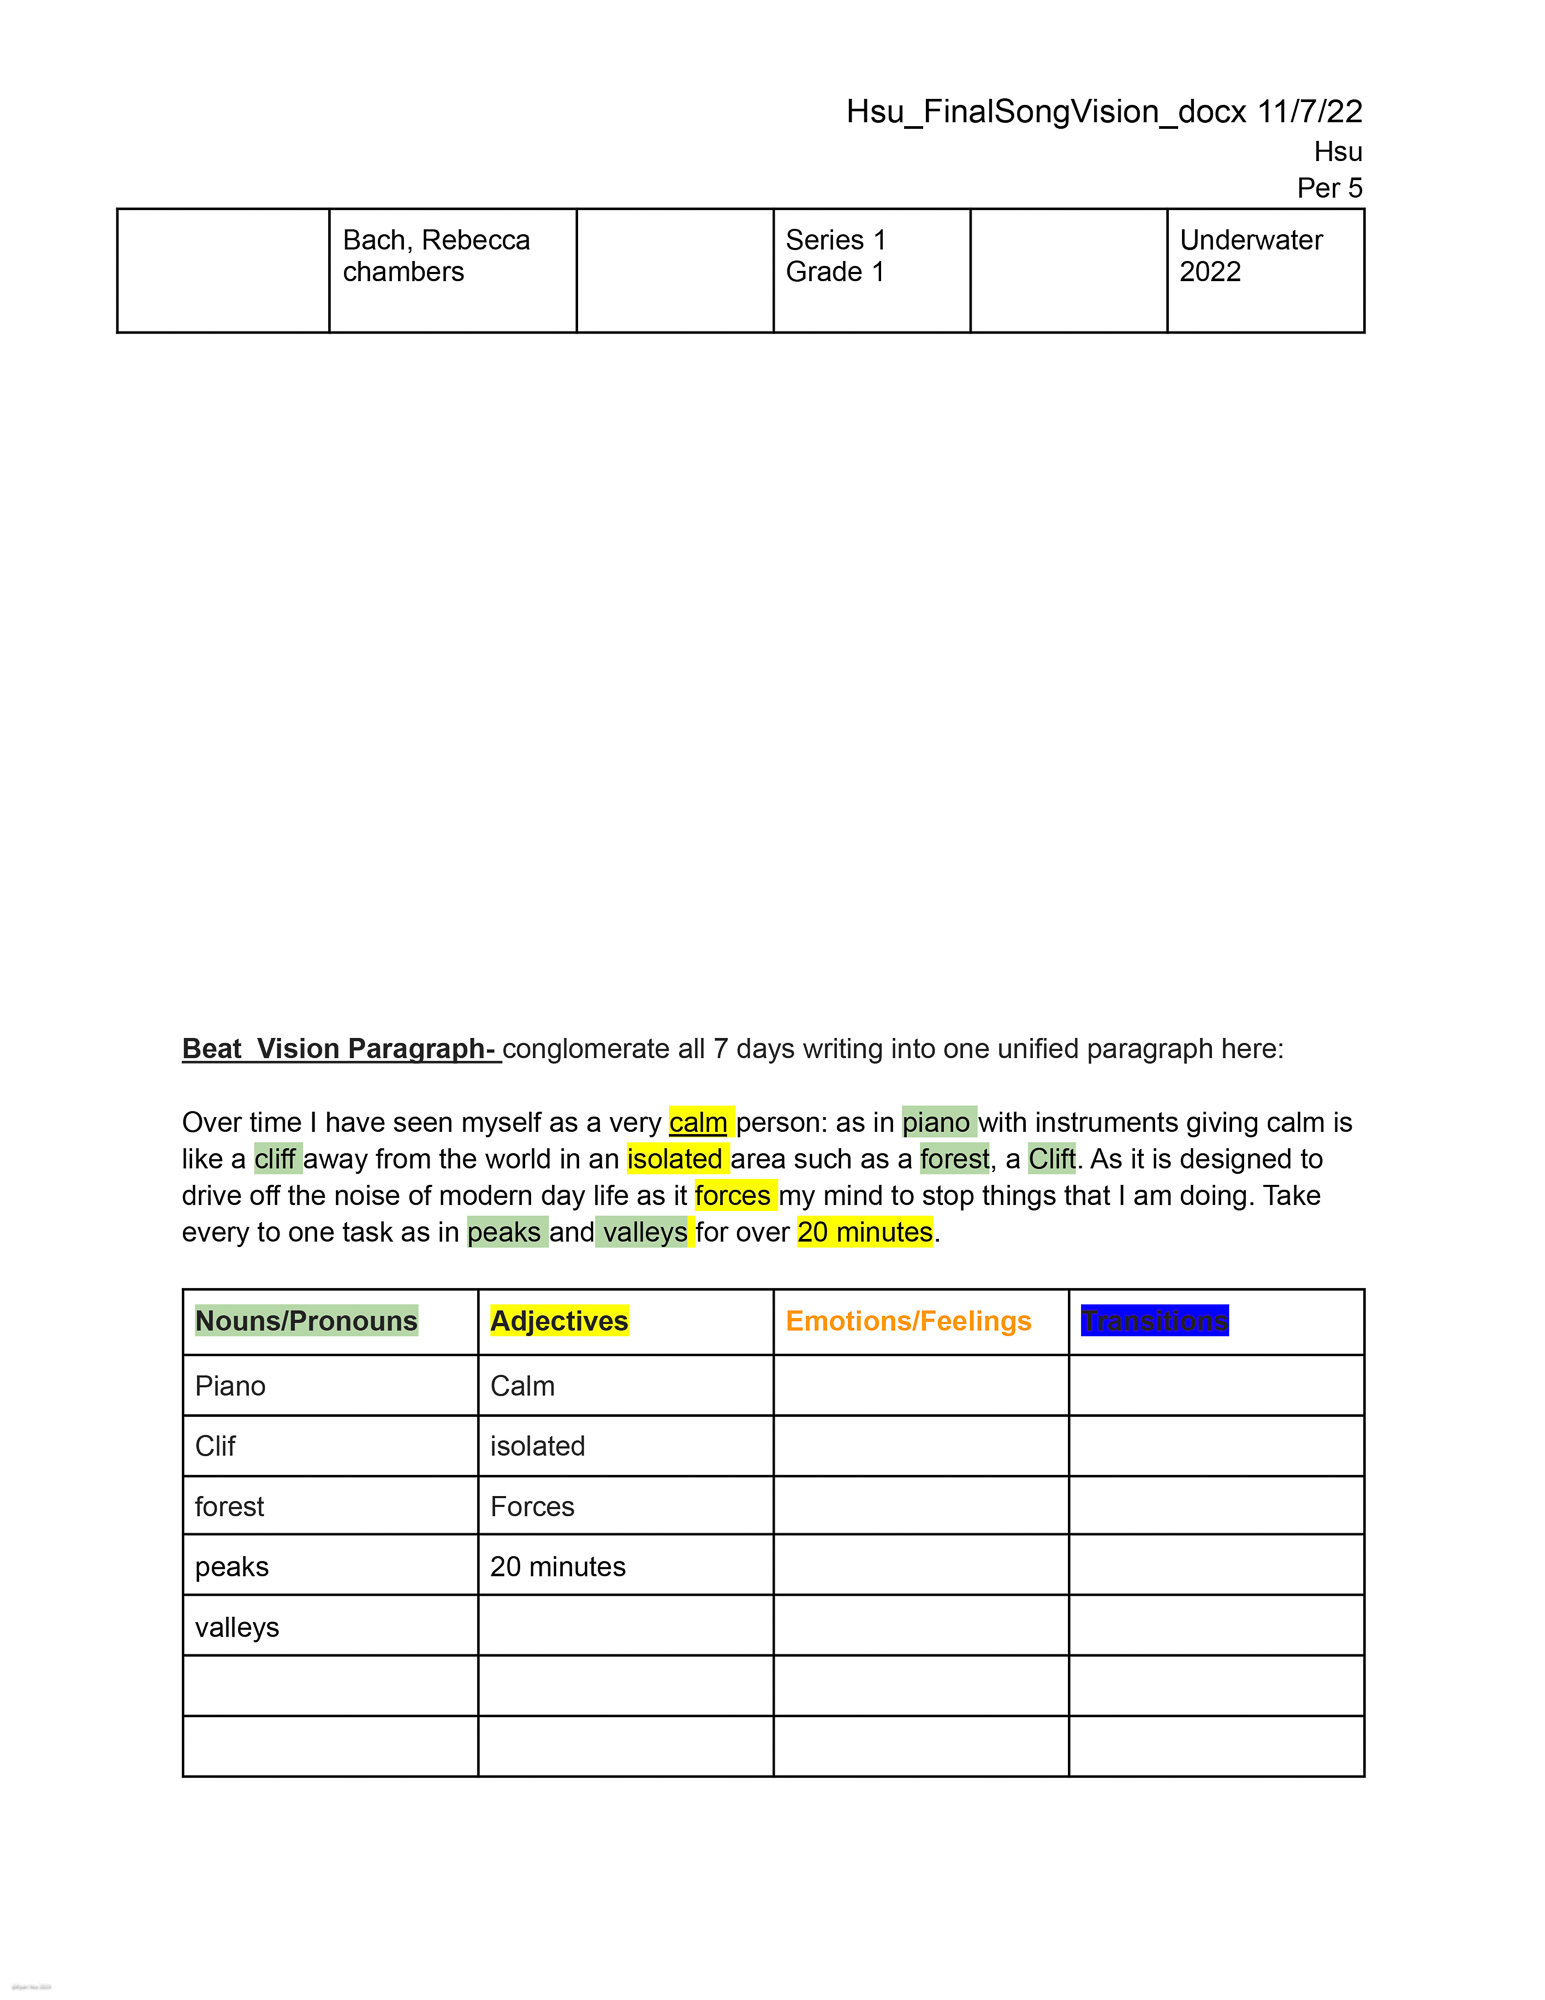 Hsu_FinalSongVision_docx 11/7/22
Hsu
Per 5
Bach, Rebecca chambers
Series 1 Grade 1
Underwater 2022
Beat  Vision Paragraph- conglomerate all 7 days writing into one unified paragraph here:
Over time I have seen myself as a very calm person: as in piano with instruments giving calm is
like a cliff away from the world in an isolated area such as a forest, a Clift. As it is designed to
drive off the noise of modern day life as it forces my mind to stop things that I am doing. Take
every to one task as in peaks and valleys for over 20 minutes.
Nouns/Pronouns Adjectives Emotions/Feelings Transitions
Piano Calm
Clif isolated
forest Forces
peaks 20 minutes
valleys